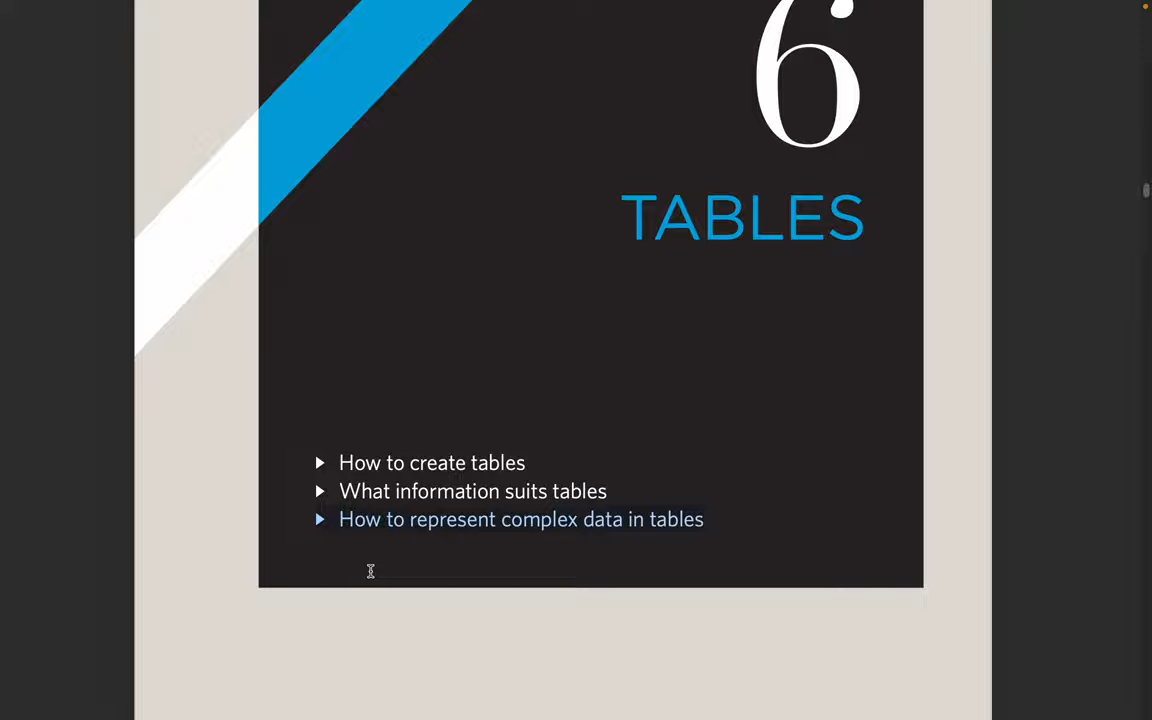 6
TABLES
How to create tables
What information suits tables
How to represent complex data in tables